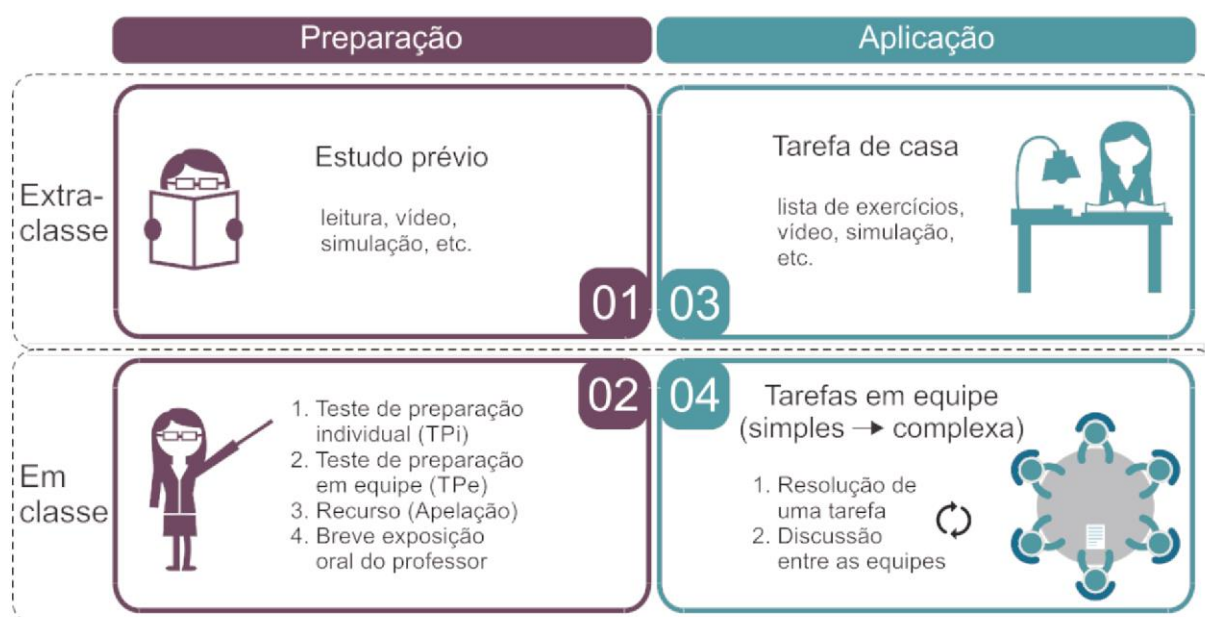 Preparação
Aplicação
Extra-
classe
Estudo prévio
leitura, vídeo,
simulação, etc.
01
Tarefa de casa
lista de exercícios,
vídeo, simulação,
etc.
03
Em
classe
1. Teste de preparação
individual (TPi)
2. Teste de preparação
em equipe (TPe)
3. Recurso (Apelação)
4. Breve exposição
oral do professor
02
04
Tarefas em equipe
(simples → complexa)
1. Resolução de
uma tarefa
2. Discussão
entre as equipes